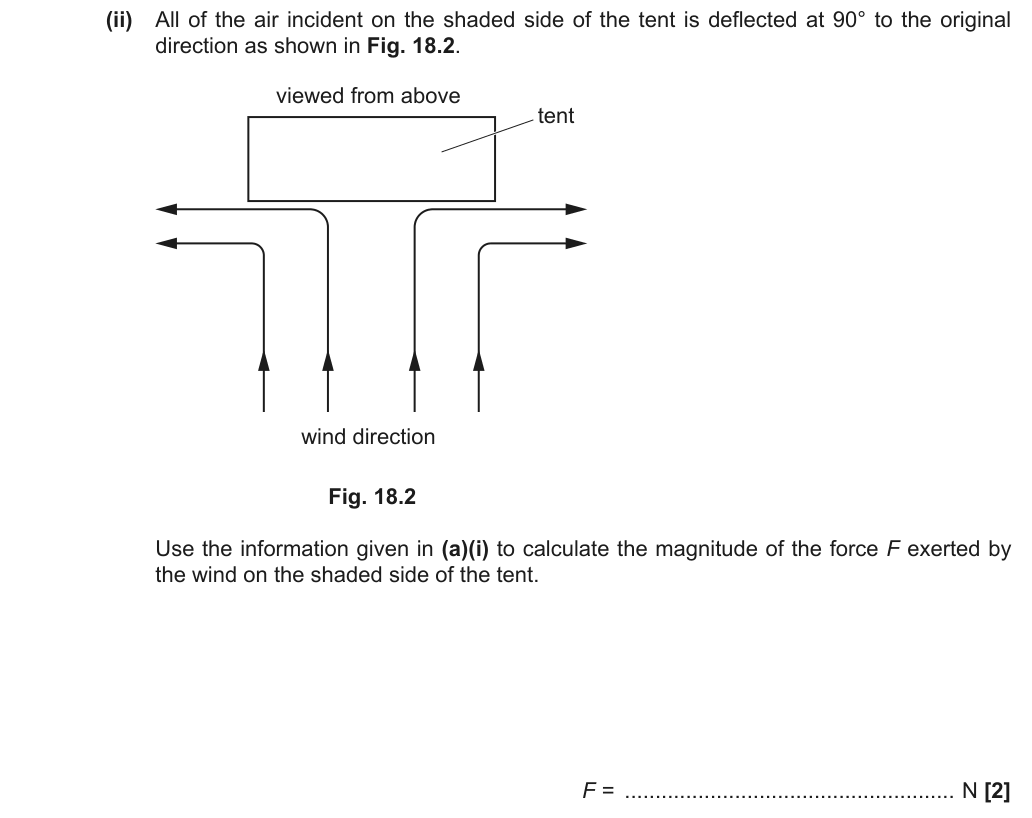 (ii) All of the air incident on the shaded side of the tent is deflected at 90° to the original
direction as shown in Fig. 18.2.
viewed from above
tent
wind direction
Fig. 18.2
Use the information given in (a)(i) to calculate the magnitude of the force F exerted by
the wind on the shaded side of the tent.
F = ..................................................... N [2]